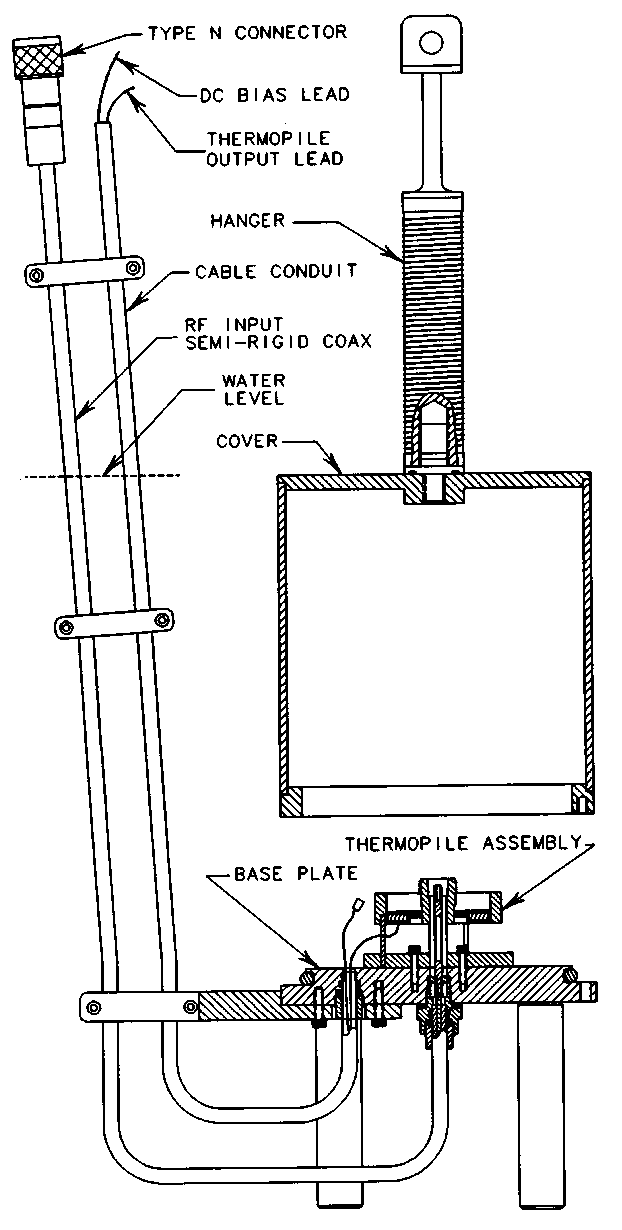 TYPE N CONNECTOR
DC BIAS LEAD
THERMOPILE
OUTPUT LEAD
HANGER
CABLE CONDUIT
RF INPUT
SEMI-RIGID COAX
WATER
LEVEL
COVER
THERMOPILE ASSEMBLY
BASE PLATE